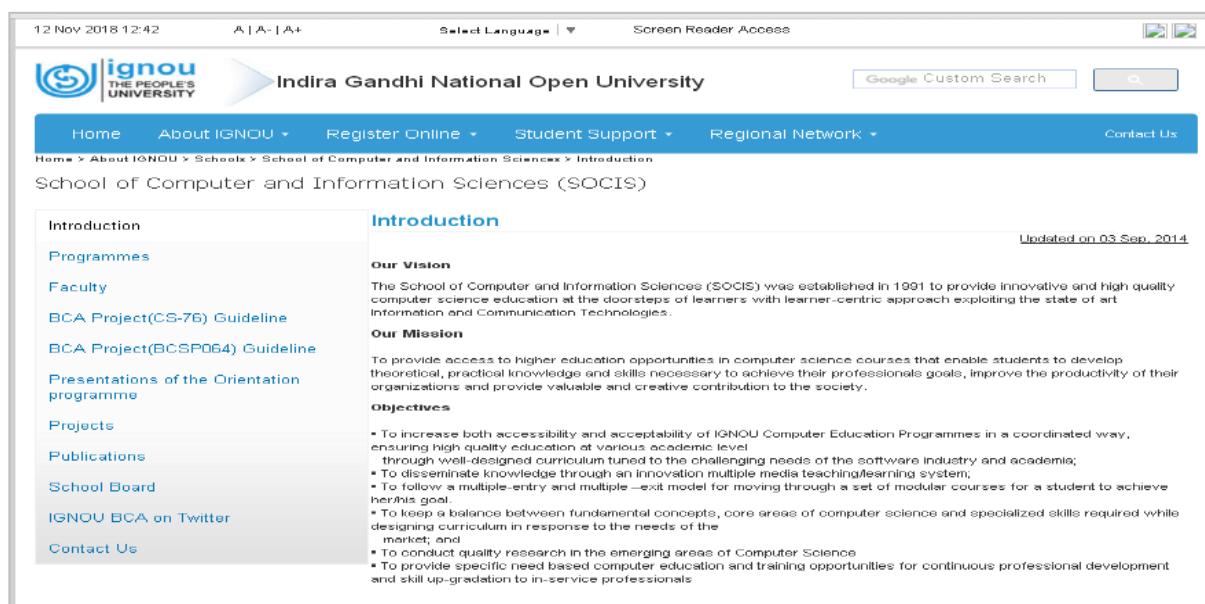 12 Nov 2018 12:42 A | A- | A+ Select Language ▼ Screen Reader Access
ignou
THE PEOPLE'S
UNIVERSITY
Indira Gandhi National Open University
Google Custom Search
Home About IGNOU Register Online Student Support Regional Network Contact Us
Home > About IGNOU > Schools > School of Computer and Information Sciences > Introduction
School of Computer and Information Sciences (SOCIS)
Introduction
Programmes
Faculty
BCA Project(CS-76) Guideline
BCA Project(BCSP064) Guideline
Presentations of the Orientation
programme
Projects
Publications
School Board
IGNOU BCA on Twitter
Contact Us
Introduction
Updated on 03 Sep, 2014
Our Vision
The School of Computer and Information Sciences (SOCIS) was established in 1991 to provide innovative and high quality
computer science education at the doorsteps of learners with learner-centric approach exploiting the state of art
Information and Communication Technologies.
Our Mission
To provide access to higher education opportunities in computer science courses that enable students to develop
theoretical, practical knowledge and skills necessary to achieve their professionals goals, improve the productivity of their
organizations and provide valuable and creative contribution to the society.
Objectives
▪ To increase both accessibility and acceptability of IGNOU Computer Education Programmes in a coordinated way,
ensuring high quality education at various academic level
through well-designed curriculum tuned to the challenging needs of the software industry and academia;
▪ To disseminate knowledge through an innovation multiple media teaching/learning system;
▪ To follow a multiple-entry and multiple –exit model for moving through a set of modular courses for a student to achieve
her/his goal.
▪ To keep a balance between fundamental concepts, core areas of computer science and specialized skills required while
designing curriculum in response to the needs of the
market; and
▪ To conduct quality research in the emerging areas of Computer Science
▪ To provide specific need based computer education and training opportunities for continuous professional development
and skill up-gradation to in-service professionals